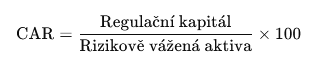 CAR = Regulační kapitál / Rizikově vážená aktiva × 100